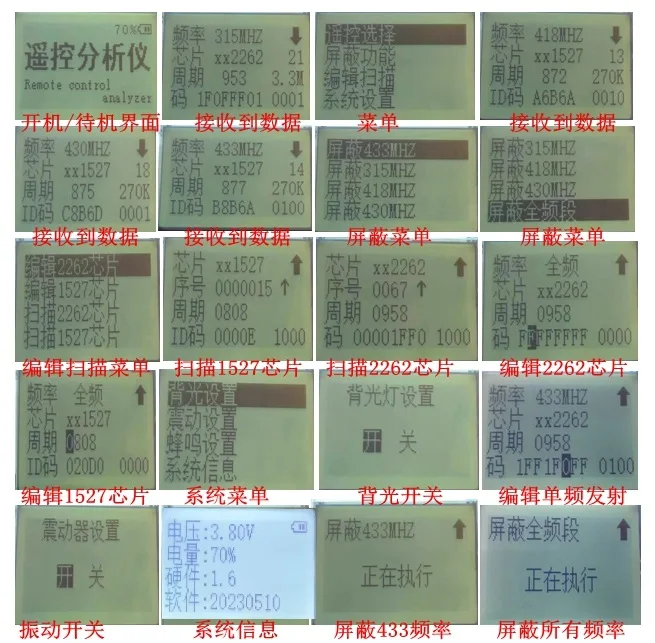 70%
遥控分析仪
Remote control
analyzer
开机/待机界面
频率 315MHZ
芯片 xx2262 21
周期 953 3.3M
码 1F0FFF01 0001
接收到数据
遥控选择
屏蔽功能
编辑扫描
系统设置
菜单
频率 418MHZ
芯片 xx1527 13
周期 872 270K
ID码 A6B6A 0010
接收到数据
频率 430MHZ
芯片 xx1527 18
周期 875 270K
ID码 C8B6D 0001
接收到数据
频率 433MHZ
芯片 xx1527 14
周期 877 270K
ID码 B8B6A 0100
接收到数据
屏蔽433MHZ
屏蔽315MHZ
屏蔽418MHZ
屏蔽430MHZ
屏蔽菜单
屏蔽315MHZ
屏蔽418MHZ
屏蔽430MHZ
屏蔽全频段
屏蔽菜单
编辑2262芯片
编辑1527芯片
扫描2262芯片
扫描1527芯片
编辑扫描菜单
芯片 xx1527
序号 0000015
周期 0808
ID码 0000E 1000
扫描1527芯片
芯片 xx2262
序号 0067
周期 0958
码 00001FF0 1000
扫描2262芯片
频率 全频
芯片 xx2262
周期 0958
码 FFFFFFFF 0000
编辑2262芯片
频率 全频
芯片 xx1527
周期 0808
ID码 020D0 0000
编辑1527芯片
背光设置
震动设置
蜂鸣设置
系统信息
系统菜单
背光灯设置
开 关
背光开关
频率 433MHZ
芯片 xx2262
周期 0958
码 1FF1F0FF 0100
编辑单频发射
震动器设置
开 关
振动开关
电压:3.80V
电量:70%
硬件:1.6
软件:20230510
系统信息
屏蔽433MHZ
正在执行
屏蔽433频率
屏蔽全频段
正在执行
屏蔽所有频率